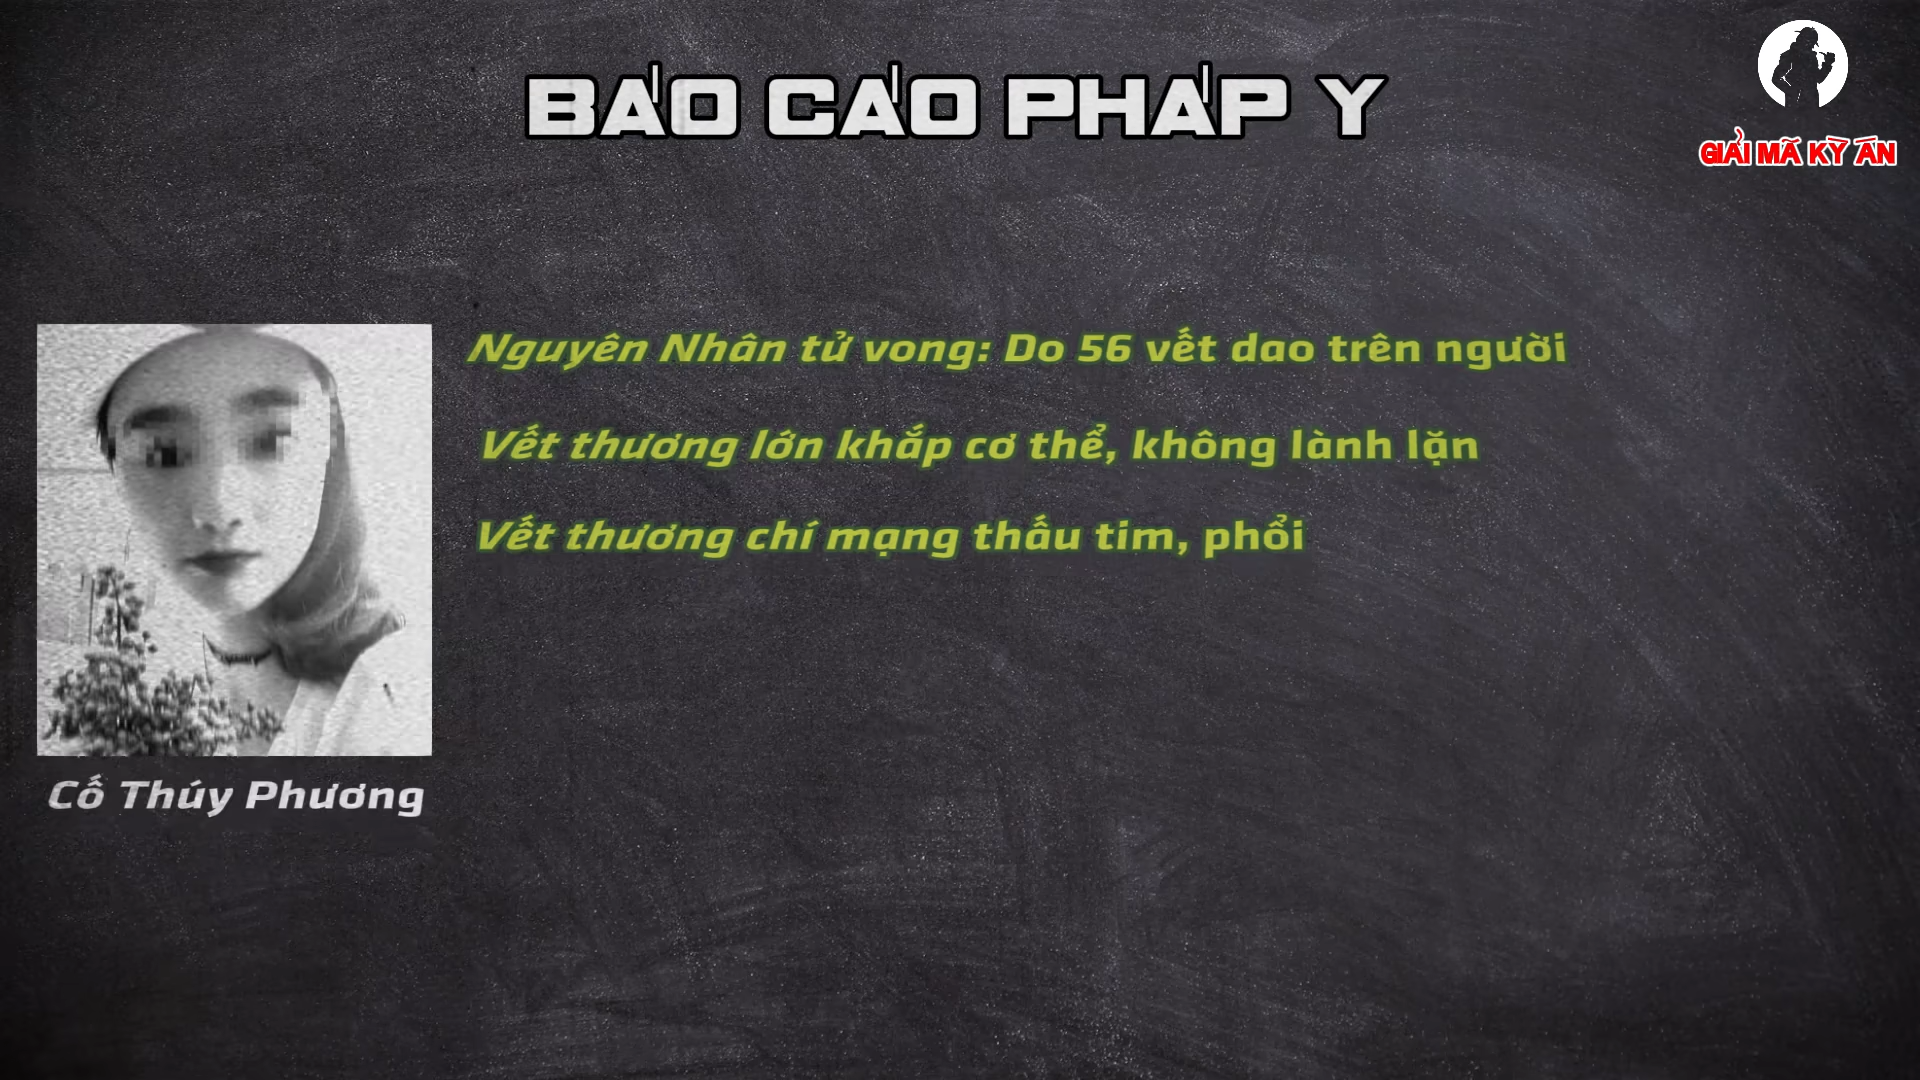 BÁO CÁO PHÁP Y
GIẢI MÃ KỲ ÁN
Nguyên Nhân tử vong: Do 56 vết dao trên người
Vết thương lớn khắp cơ thể, không lành lặn
Vết thương chí mạng thấu tim, phổi
Cố Thúy Phương